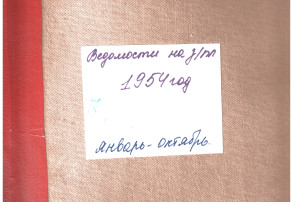 Ведомости на з/пл
1954 год
январь-октябрь.